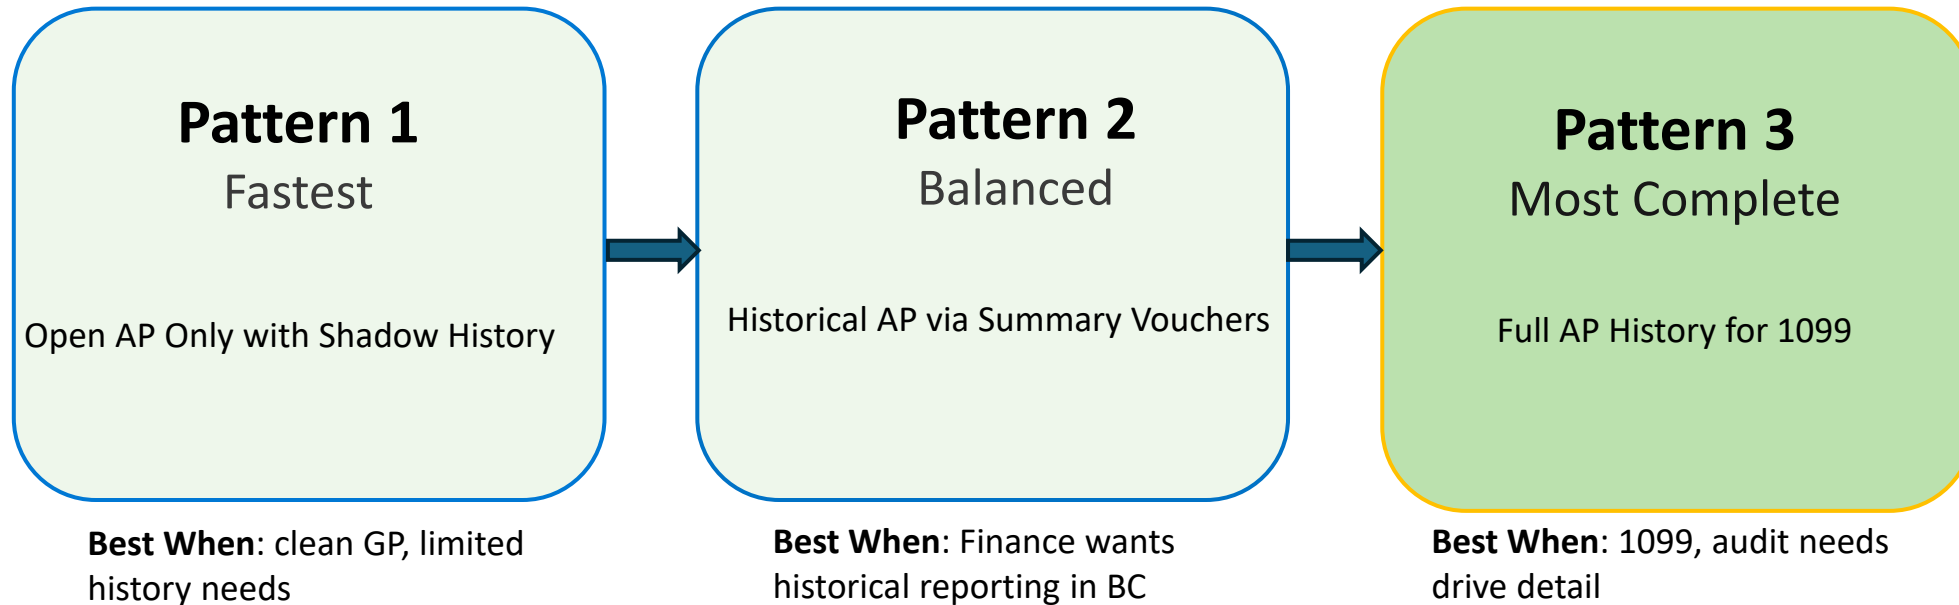 Pattern 1
Fastest
Open AP Only with Shadow History
Best When: clean GP, limited
history needs
Pattern 2
Balanced
Historical AP via Summary Vouchers
Best When: Finance wants
historical reporting in BC
Pattern 3
Most Complete
Full AP History for 1099
Best When: 1099, audit needs
drive detail